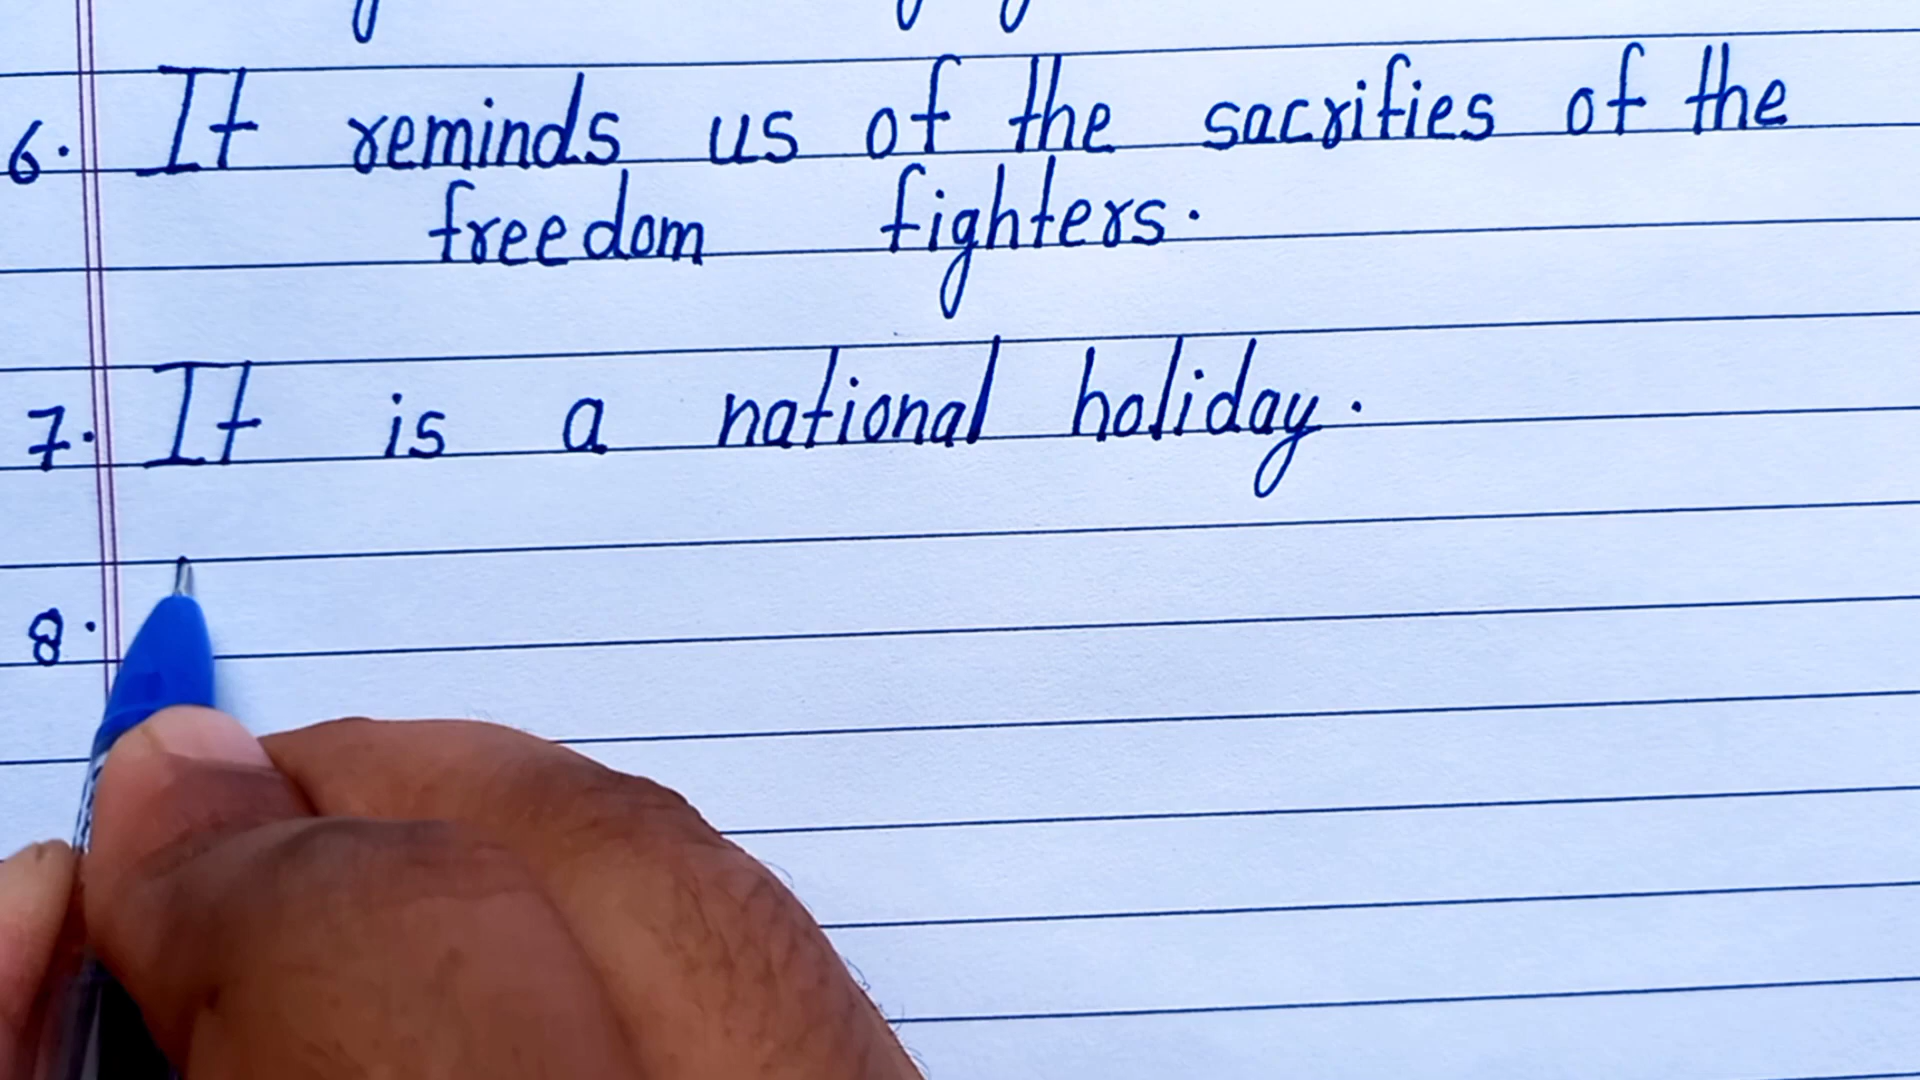 6. It reminds us of the sacrifies of the
freedom fighters.
7. It is a national holiday.
8.